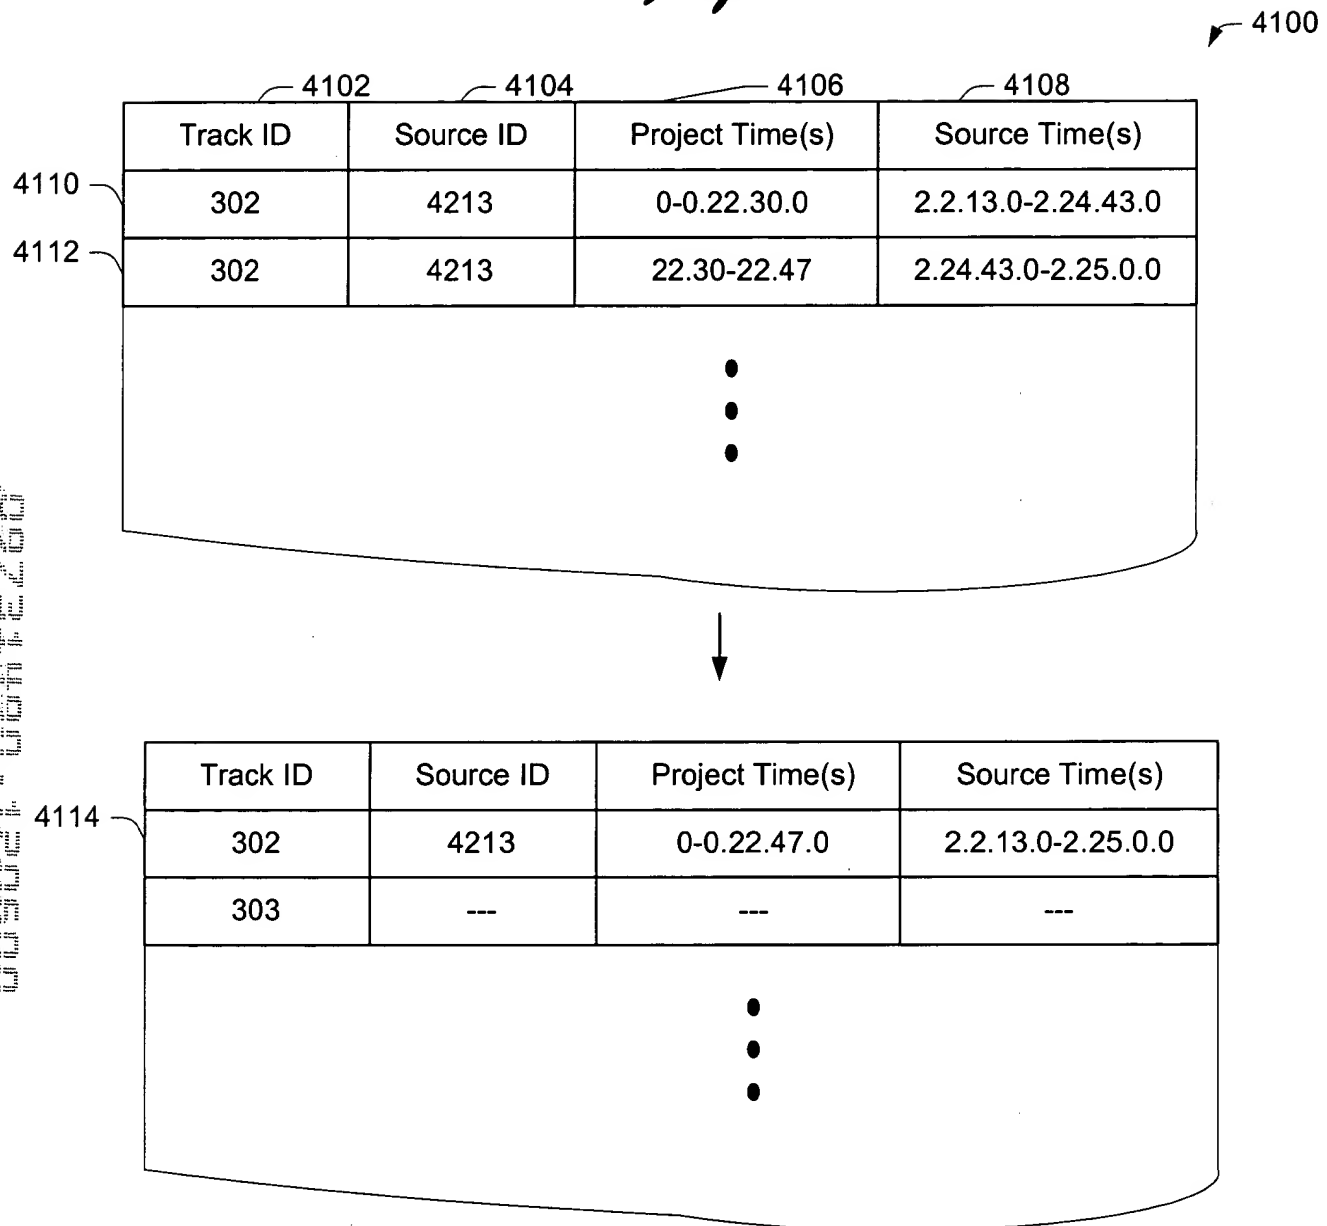 4100
4102 4104 4106 4108
Track ID Source ID Project Time(s) Source Time(s)
4110 302 4213 0-0.22.30.0 2.2.13.0-2.24.43.0
4112 302 4213 22.30-22.47 2.24.43.0-2.25.0.0
Track ID Source ID Project Time(s) Source Time(s)
4114 302 4213 0-0.22.47.0 2.2.13.0-2.25.0.0
303 --- --- ---